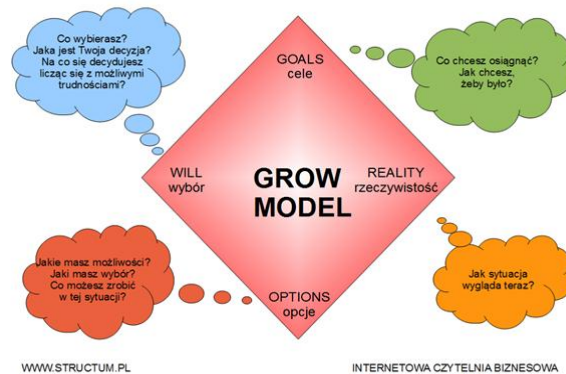 Co wybierasz?
Jaka jest Twoja decyzja?
Na co się decydujesz
licząc się z możliwymi
trudnościami?
GOALS
cele
Co chcesz osiągnąć?
Jak chcesz,
żeby było?
WILL
wybór
GROW
MODEL
REALITY
rzeczywistość
Jakie masz możliwości?
Jaki masz wybór?
Co możesz zrobić
w tej sytuacji?
OPTIONS
opcje
Jak sytuacja
wygląda teraz?
WWW.STRUCTUM.PL
INTERNETOWA CZYTELNIA BIZNESOWA